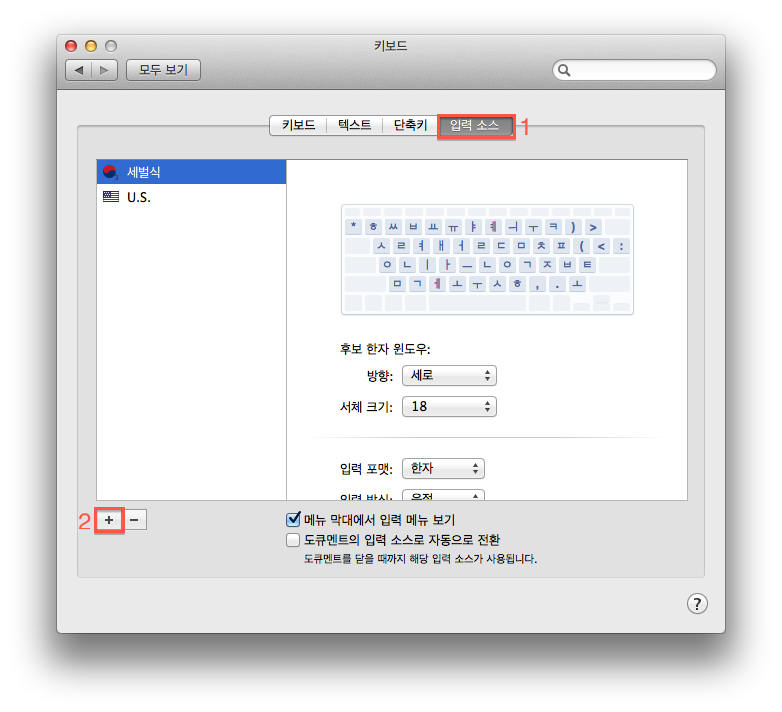 키보드
모두 보기
키보드 텍스트 단축키 입력 소스 1
세벌식
U.S.
* ㅎ ㅆ ㅂ ㅛ ㅠ ㅑ ㅖ ㅢ ㅜ ㅋ ) >
ㅅ ㄹ ㅕ ㅐ ㅓ ㄹ ㄷ ㅁ ㅊ ㅍ ( < :
ㅇ ㄴ ㅣ ㅏ ㅡ ㄴ ㅇ ㄱ ㅈ ㅂ ㅌ
ㅁ ㄱ ㅔ ㅗ ㅜ ㅅ ㅎ , . ㅗ
후보 한자 윈도우:
방향: 세로
서체 크기: 18
입력 포맷: 한자
입력 방식: 음절
2 + −
메뉴 막대에서 입력 메뉴 보기
도큐멘트의 입력 소스로 자동으로 전환
도큐멘트를 닫을 때까지 해당 입력 소스가 사용됩니다.
?